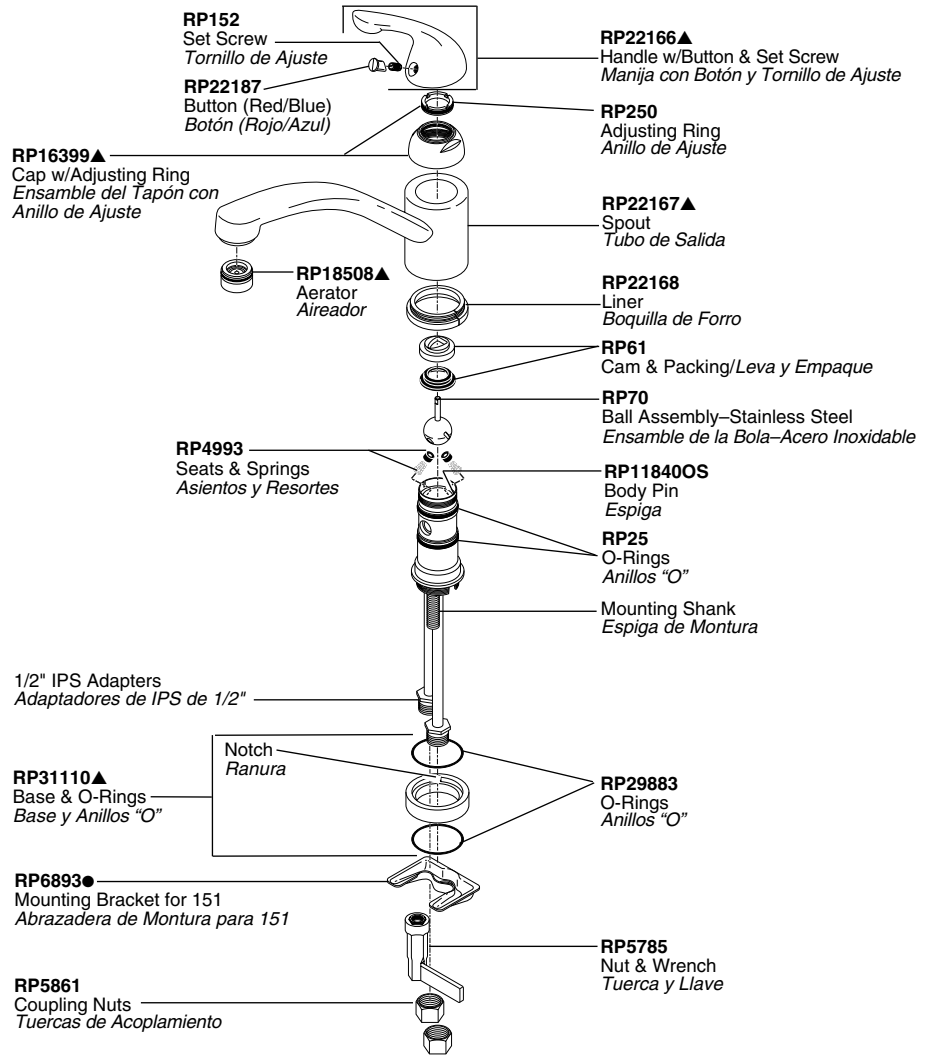 RP152
Set Screw
Tornillo de Ajuste
RP22187
Button (Red/Blue)
Botón (Rojo/Azul)
RP22166▲
Handle w/Button & Set Screw
Manija con Botón y Tornillo de Ajuste
RP250
Adjusting Ring
Anillo de Ajuste
RP16399▲
Cap w/Adjusting Ring
Ensamble del Tapón con
Anillo de Ajuste
RP22167▲
Spout
Tubo de Salida
RP18508▲
Aerator
Aireador
RP22168
Liner
Boquilla de Forro
RP61
Cam & Packing/Leva y Empaque
RP70
Ball Assembly–Stainless Steel
Ensamble de la Bola–Acero Inoxidable
RP4993
Seats & Springs
Asientos y Resortes
RP11840OS
Body Pin
Espiga
RP25
O-Rings
Anillos “O”
Mounting Shank
Espiga de Montura
1/2" IPS Adapters
Adaptadores de IPS de 1/2"
Notch
Ranura
RP31110▲
Base & O-Rings
Base y Anillos “O”
RP29883
O-Rings
Anillos “O”
RP6893●
Mounting Bracket for 151
Abrazadera de Montura para 151
RP5785
Nut & Wrench
Tuerca y Llave
RP5861
Coupling Nuts
Tuercas de Acoplamiento